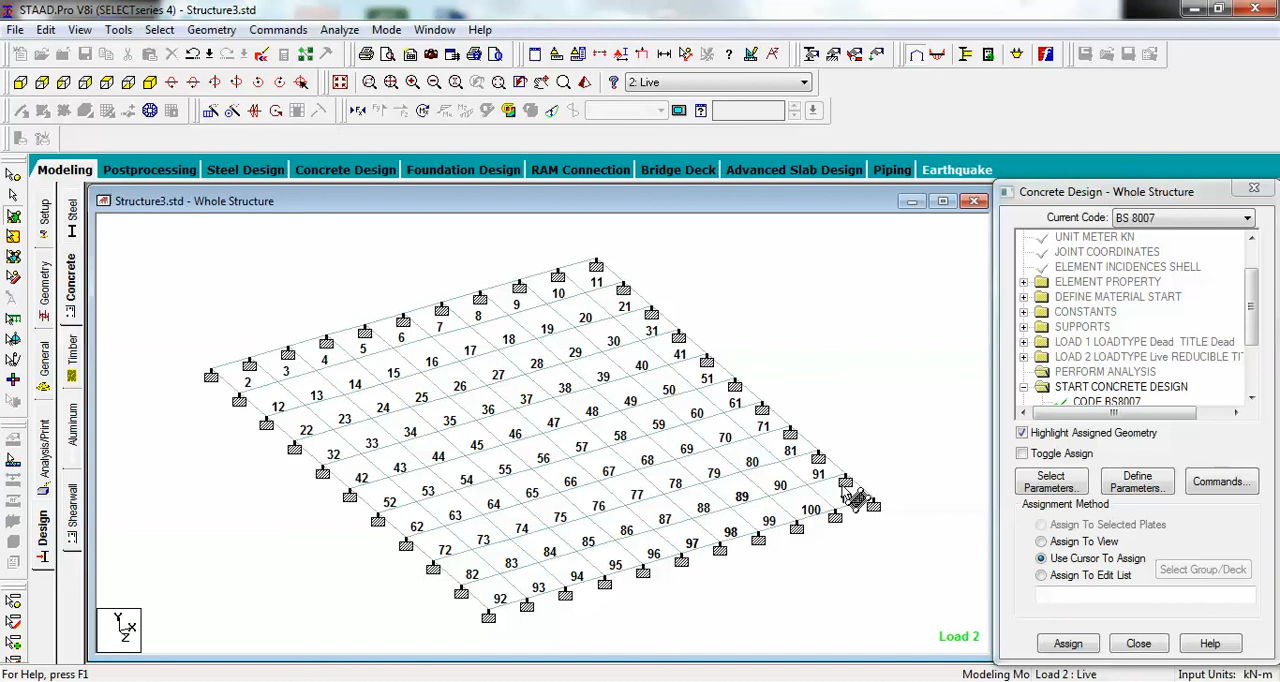 STAAD.Pro V8i (SELECTseries 4) - Structure3.std
File Edit View Tools Select Geometry Commands Analyze Mode Window Help
2: Live
Modeling Postprocessing Steel Design Concrete Design Foundation Design RAM Connection Bridge Deck Advanced Slab Design Piping Earthquake
Setup
Geometry
General
Analysis/Print
Design
Steel
Concrete
Timber
Aluminum
Shearwall
Structure3.std - Whole Structure
2 3 4 5 6 7 8 9 10 11
12 13 14 15 16 17 18 19 20 21
22 23 24 25 26 27 28 29 30 31
32 33 34 35 36 37 38 39 40 41
42 43 44 45 46 47 48 49 50 51
52 53 54 55 56 57 58 59 60 61
62 63 64 65 66 67 68 69 70 71
72 73 74 75 76 77 78 79 80 81
82 83 84 85 86 87 88 89 90 91
92 93 94 95 96 97 98 99 100
Y
X
Z
Load 2
Concrete Design - Whole Structure
Current Code: BS 8007
UNIT METER KN
JOINT COORDINATES
ELEMENT INCIDENCES SHELL
ELEMENT PROPERTY
DEFINE MATERIAL START
CONSTANTS
SUPPORTS
LOAD 1 LOADTYPE Dead TITLE Dead
LOAD 2 LOADTYPE Live REDUCIBLE TI
PERFORM ANALYSIS
START CONCRETE DESIGN
CODE BS8007
Highlight Assigned Geometry
Toggle Assign
Select Parameters..
Define Parameters..
Commands...
Assignment Method
Assign To Selected Plates
Assign To View
Use Cursor To Assign
Select Group/Deck
Assign To Edit List
Assign Close Help
For Help, press F1
Modeling Mo Load 2 : Live Input Units: kN-m